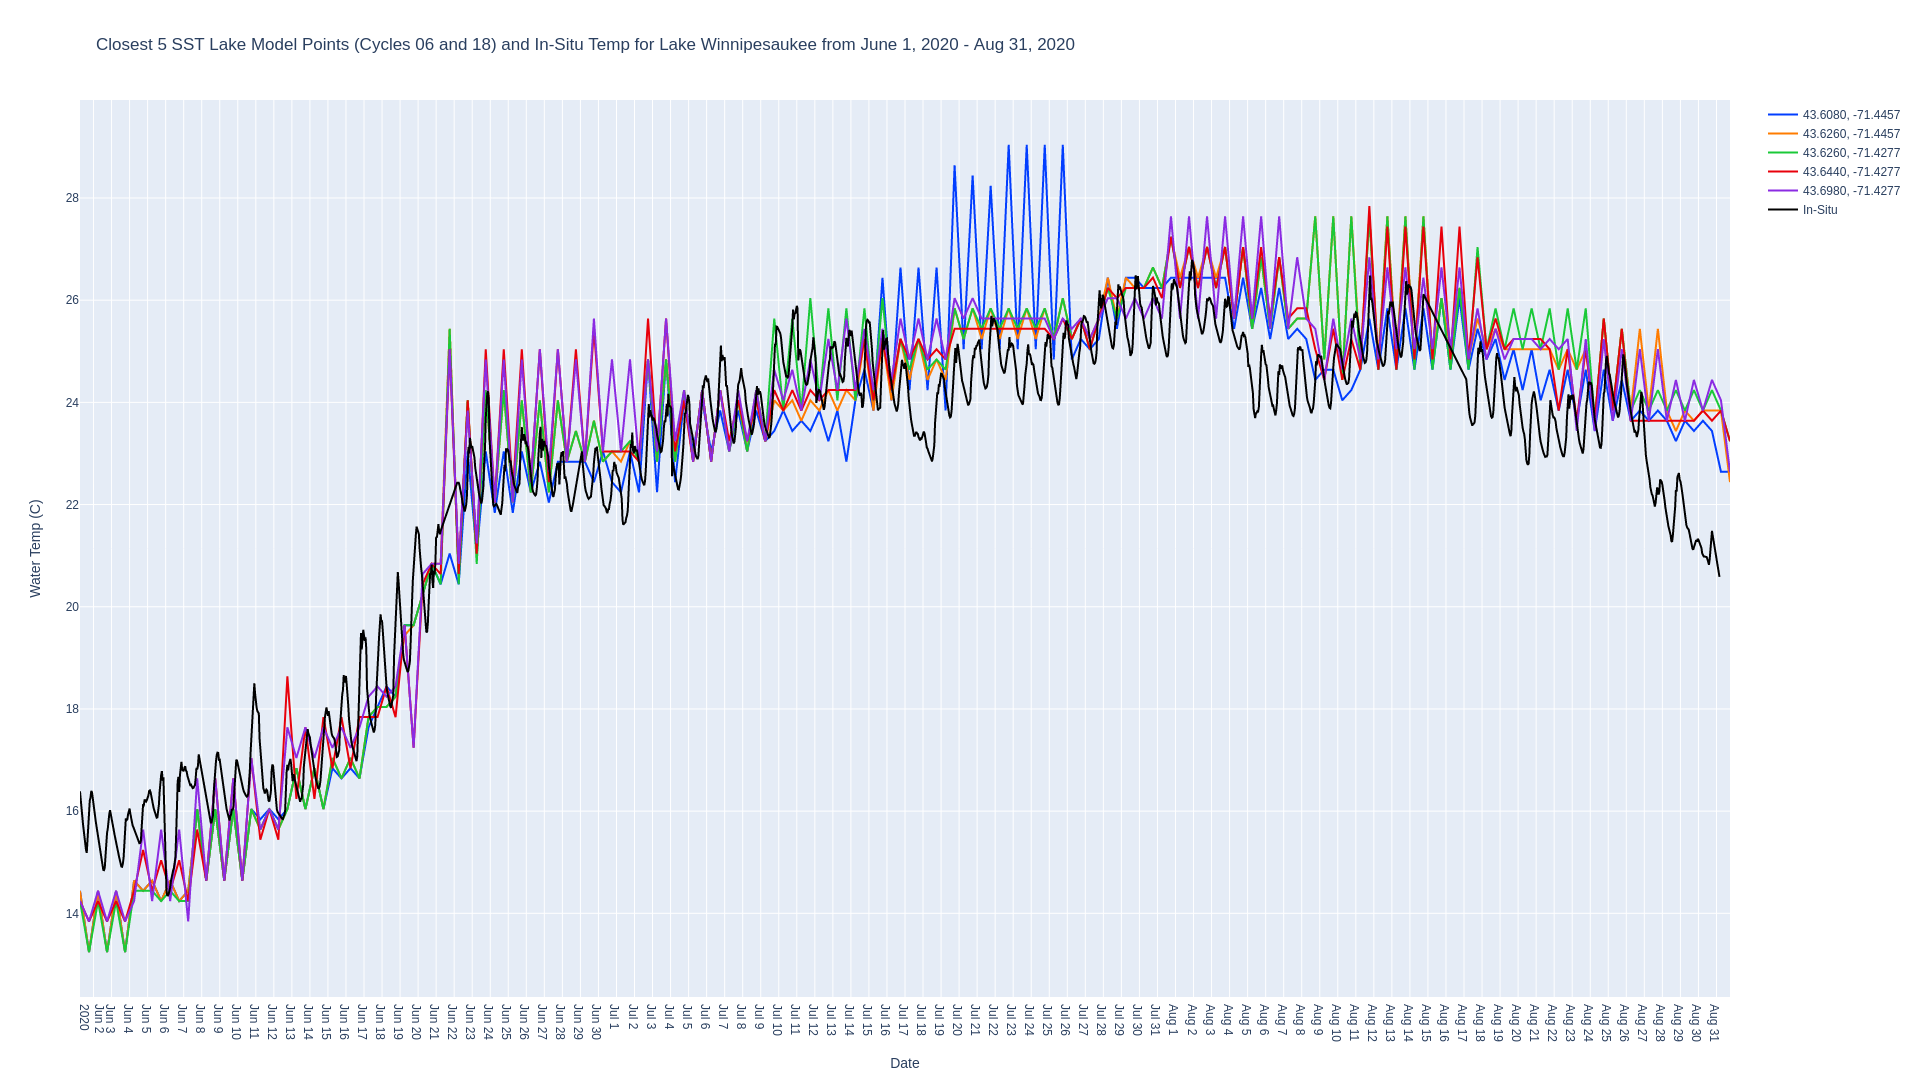 Closest 5 SST Lake Model Points (Cycles 06 and 18) and In-Situ Temp for Lake Winnipesaukee from June 1, 2020 - Aug 31, 2020
43.6080, -71.4457
43.6260, -71.4457
43.6260, -71.4277
43.6440, -71.4277
43.6980, -71.4277
In-Situ
Water Temp (C)
28
26
24
22
20
18
16
14
2020
Jun 2
Jun 3
Jun 4
Jun 5
Jun 6
Jun 7
Jun 8
Jun 9
Jun 10
Jun 11
Jun 12
Jun 13
Jun 14
Jun 15
Jun 16
Jun 17
Jun 18
Jun 19
Jun 20
Jun 21
Jun 22
Jun 23
Jun 24
Jun 25
Jun 26
Jun 27
Jun 28
Jun 29
Jun 30
Jul 1
Jul 2
Jul 3
Jul 4
Jul 5
Jul 6
Jul 7
Jul 8
Jul 9
Jul 10
Jul 11
Jul 12
Jul 13
Jul 14
Jul 15
Jul 16
Jul 17
Jul 18
Jul 19
Jul 20
Jul 21
Jul 22
Jul 23
Jul 24
Jul 25
Jul 26
Jul 27
Jul 28
Jul 29
Jul 30
Jul 31
Aug 1
Aug 2
Aug 3
Aug 4
Aug 5
Aug 6
Aug 7
Aug 8
Aug 9
Aug 10
Aug 11
Aug 12
Aug 13
Aug 14
Aug 15
Aug 16
Aug 17
Aug 18
Aug 19
Aug 20
Aug 21
Aug 22
Aug 23
Aug 24
Aug 25
Aug 26
Aug 27
Aug 28
Aug 29
Aug 30
Aug 31
Date